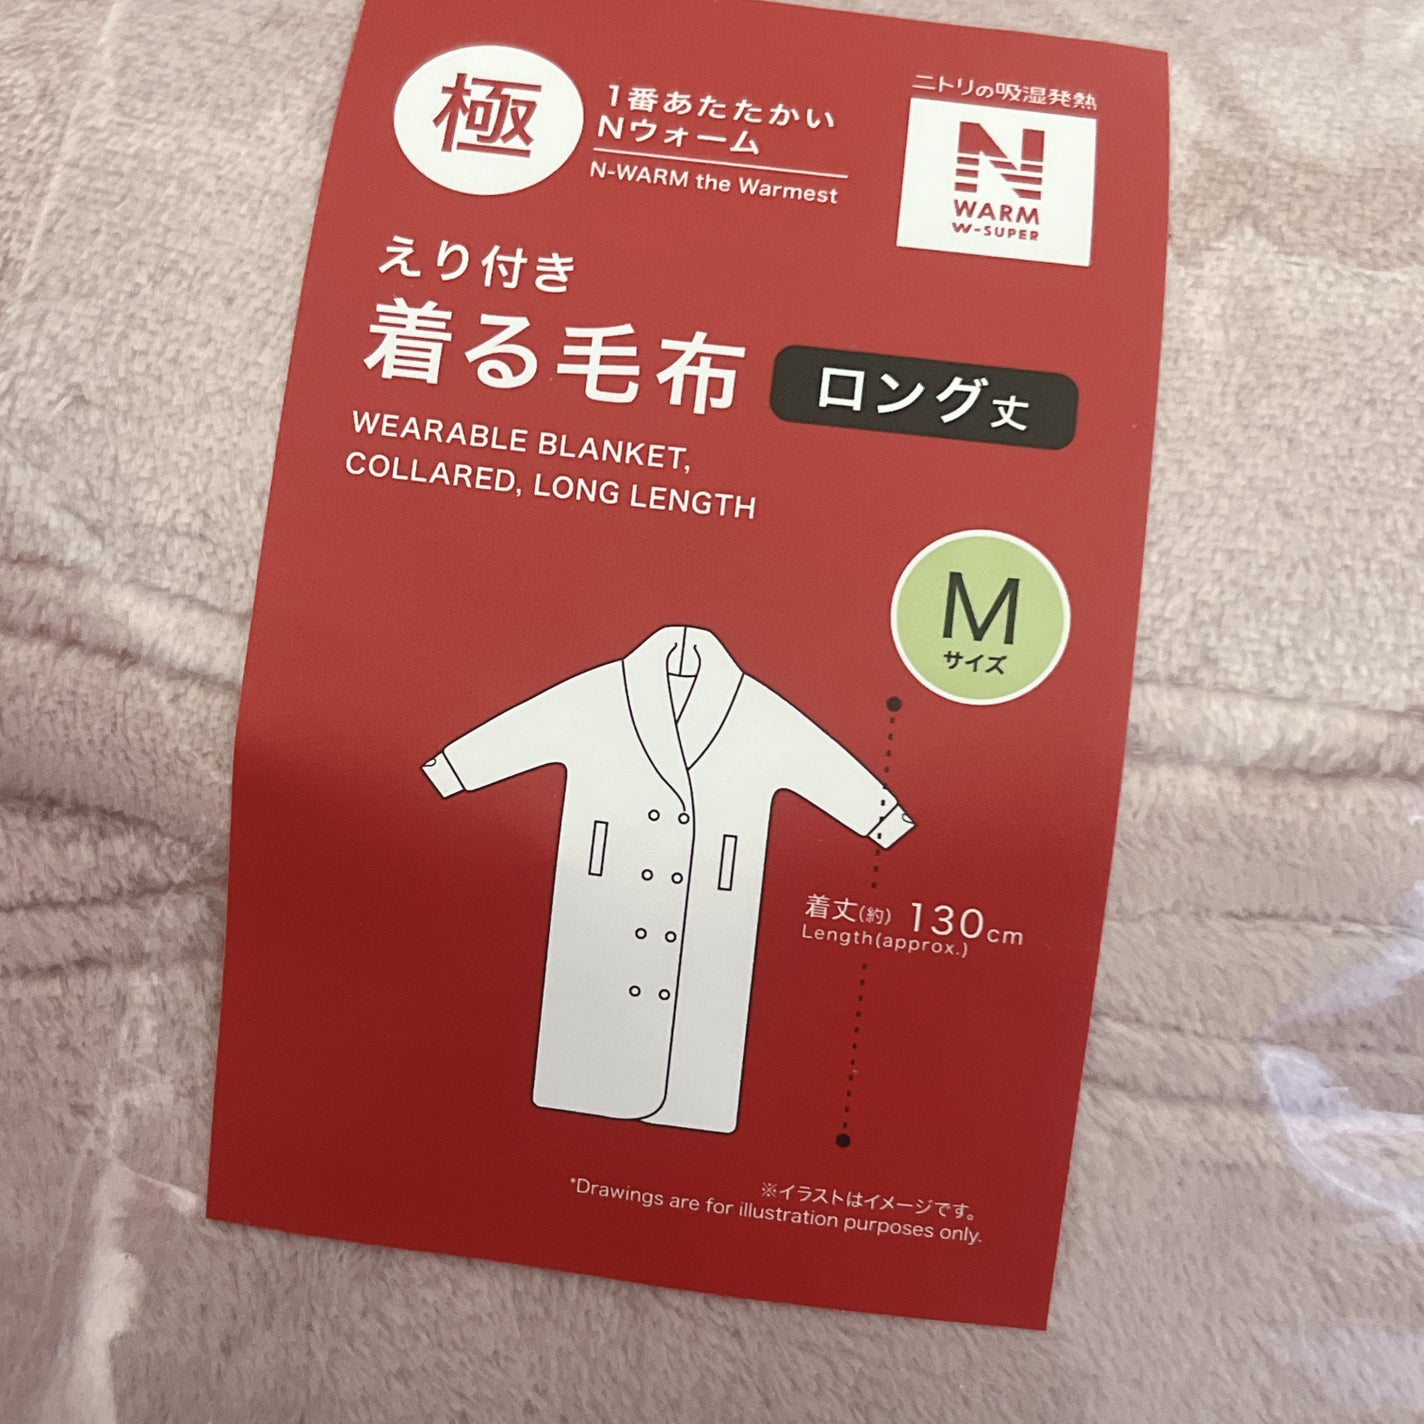 極
1番あたたかい
Nウォーム
N-WARM the Warmest
ニトリの吸湿発熱
N
WARM
W-SUPER
えり付き
着る毛布 ロング丈
WEARABLE BLANKET,
COLLARED, LONG LENGTH
M
サイズ
着丈(約) 130cm
Length(approx.)
※イラストはイメージです。
*Drawings are for illustration purposes only.